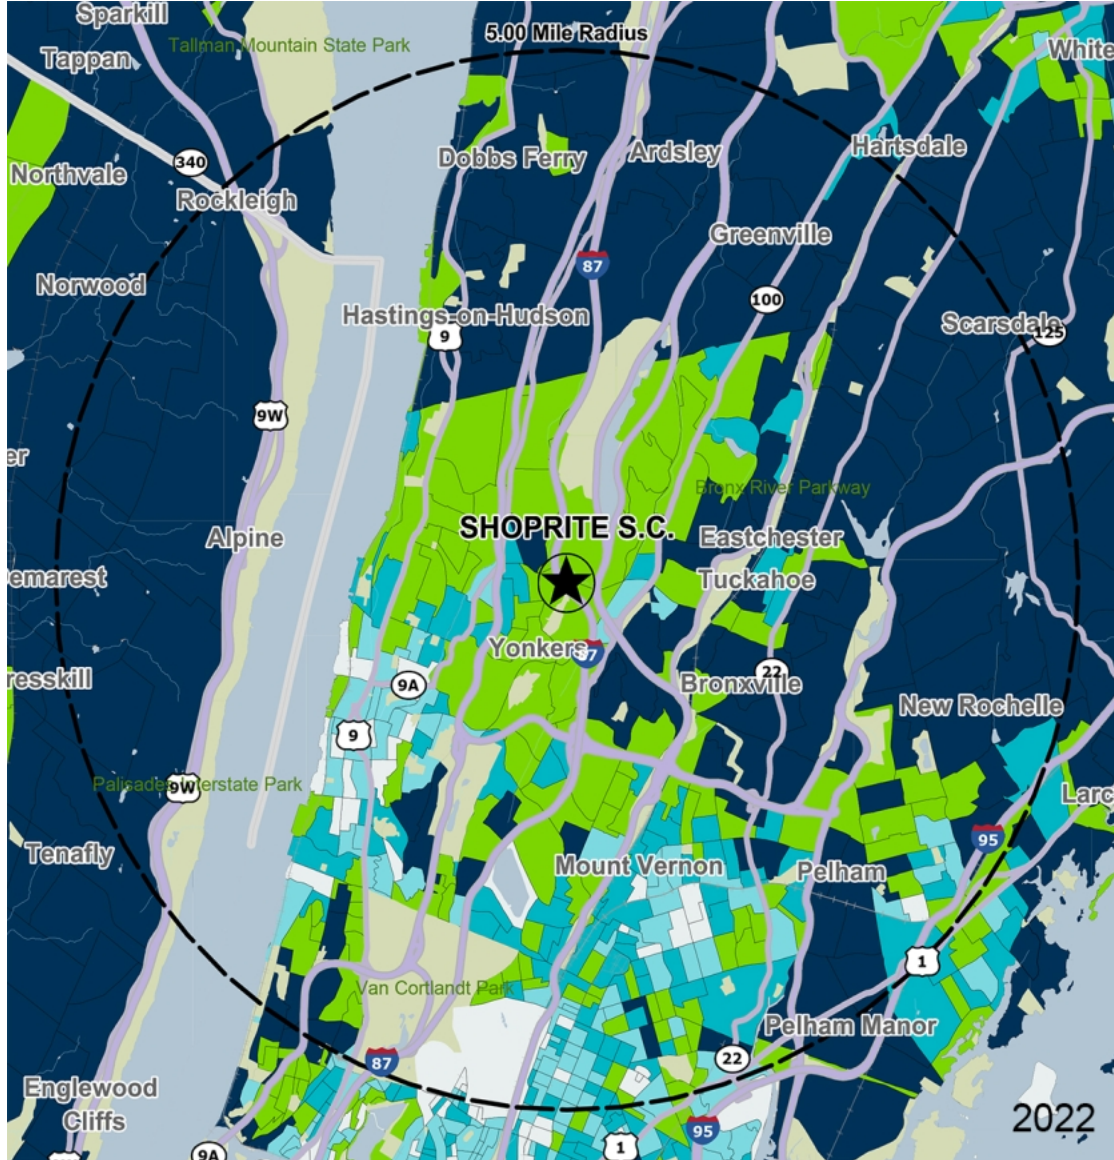 Sparkill
5.00 Mile Radius
Tallman Mountain State Park
Tappan
White
340
Northvale
Rockleigh
Dobbs Ferry
Ardsley
Hartsdale
Greenville
87
Norwood
100
Hastings-on-Hudson
9
Scarsdale
125
9W
er
Bronx River Parkway
SHOPRITE S.C.
Alpine
Eastchester
Demarest
Tuckahoe
Yonkers
87
resskill
9A
Bronxville
22
New Rochelle
9
Palisades Interstate Park
9W
Larc
Tenafly
95
Mount Vernon
Pelham
1
Van Cortlandt Park
Pelham Manor
22
87
Englewood
Cliffs
2022
95
1
9A